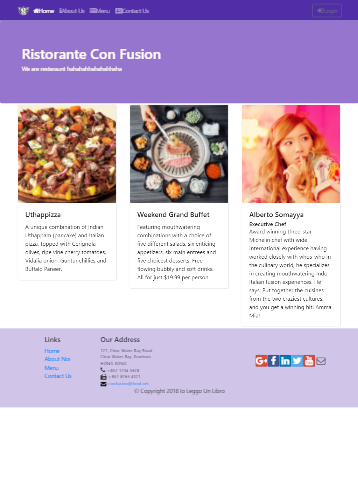 Home About Us Menu Contact Us Login
Ristorante Con Fusion
We are restaurant hahahahhahahahhaha
Uthappizza
A unique combination of Indian
Uthappam (pancake) and Italian
pizza, topped with Cerignola
olives, ripe vine cherry tomatoes,
Vidalia onion, Guntur chillies and
Buffalo Paneer.
Weekend Grand Buffet
Featuring mouthwatering
combinations with a choice of
five different salads, six enticing
appetizers, six main entrees and
five choicest desserts. Free
flowing bubbly and soft drinks.
All for just $19.99 per person
Alberto Somayya
Executive Chef
Award winning three-star
Michelin chef with wide
International experience having
worked closely with whos-who in
the culinary world, he specializes
in creating mouthwatering Indo-
Italian fusion experiences. He
says, Put together the cuisines
from the two craziest cultures,
and you get a winning hit! Amma
Mia!
Links
Home
About
Menu
Contact Us
Our Address
121, Clear Water Bay Road
Clear Water Bay, Kowloon
HONG KONG
+852 1234 5678
+852 8765 4321
confusion@food.net
© Copyright 2018